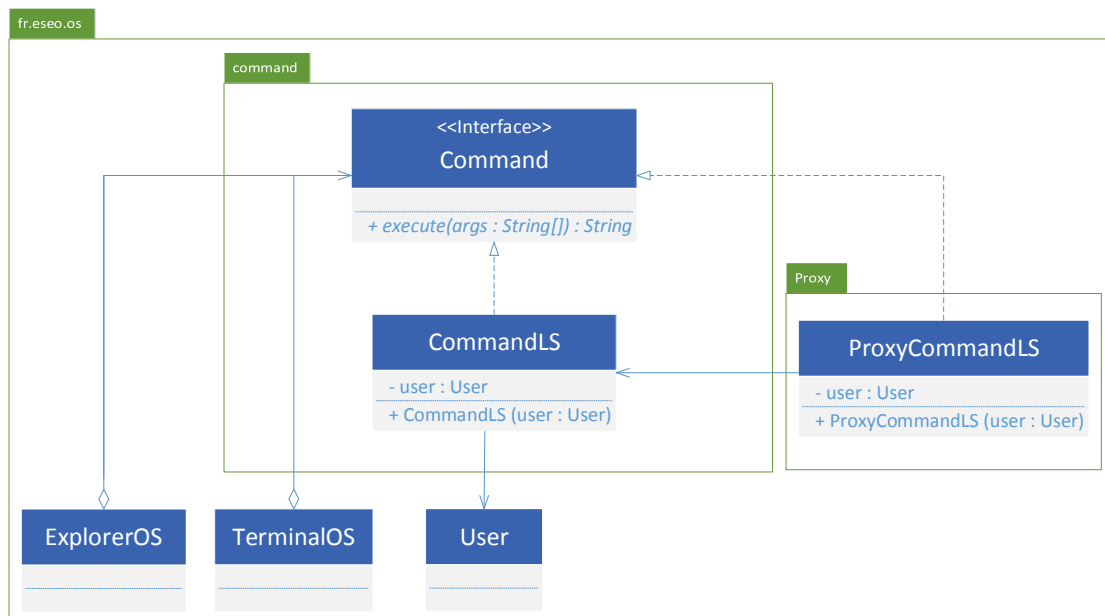 fr.eseo.os
command
<<Interface>>
Command
+ execute(args : String[]) : String
Proxy
CommandLS
- user : User
+ CommandLS (user : User)
ProxyCommandLS
- user : User
+ ProxyCommandLS (user : User)
ExplorerOS
TerminalOS
User